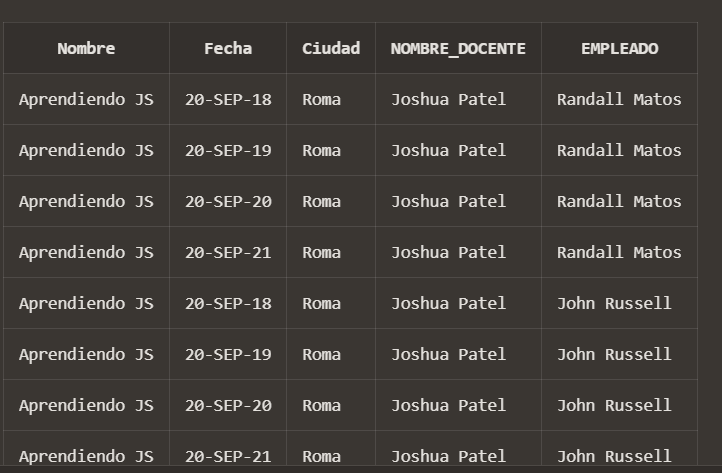 Nombre Fecha Ciudad NOMBRE_DOCENTE EMPLEADO
Aprendiendo JS 20-SEP-18 Roma Joshua Patel Randall Matos
Aprendiendo JS 20-SEP-19 Roma Joshua Patel Randall Matos
Aprendiendo JS 20-SEP-20 Roma Joshua Patel Randall Matos
Aprendiendo JS 20-SEP-21 Roma Joshua Patel Randall Matos
Aprendiendo JS 20-SEP-18 Roma Joshua Patel John Russell
Aprendiendo JS 20-SEP-19 Roma Joshua Patel John Russell
Aprendiendo JS 20-SEP-20 Roma Joshua Patel John Russell
Aprendiendo JS 20-SEP-21 Roma Joshua Patel John Russell